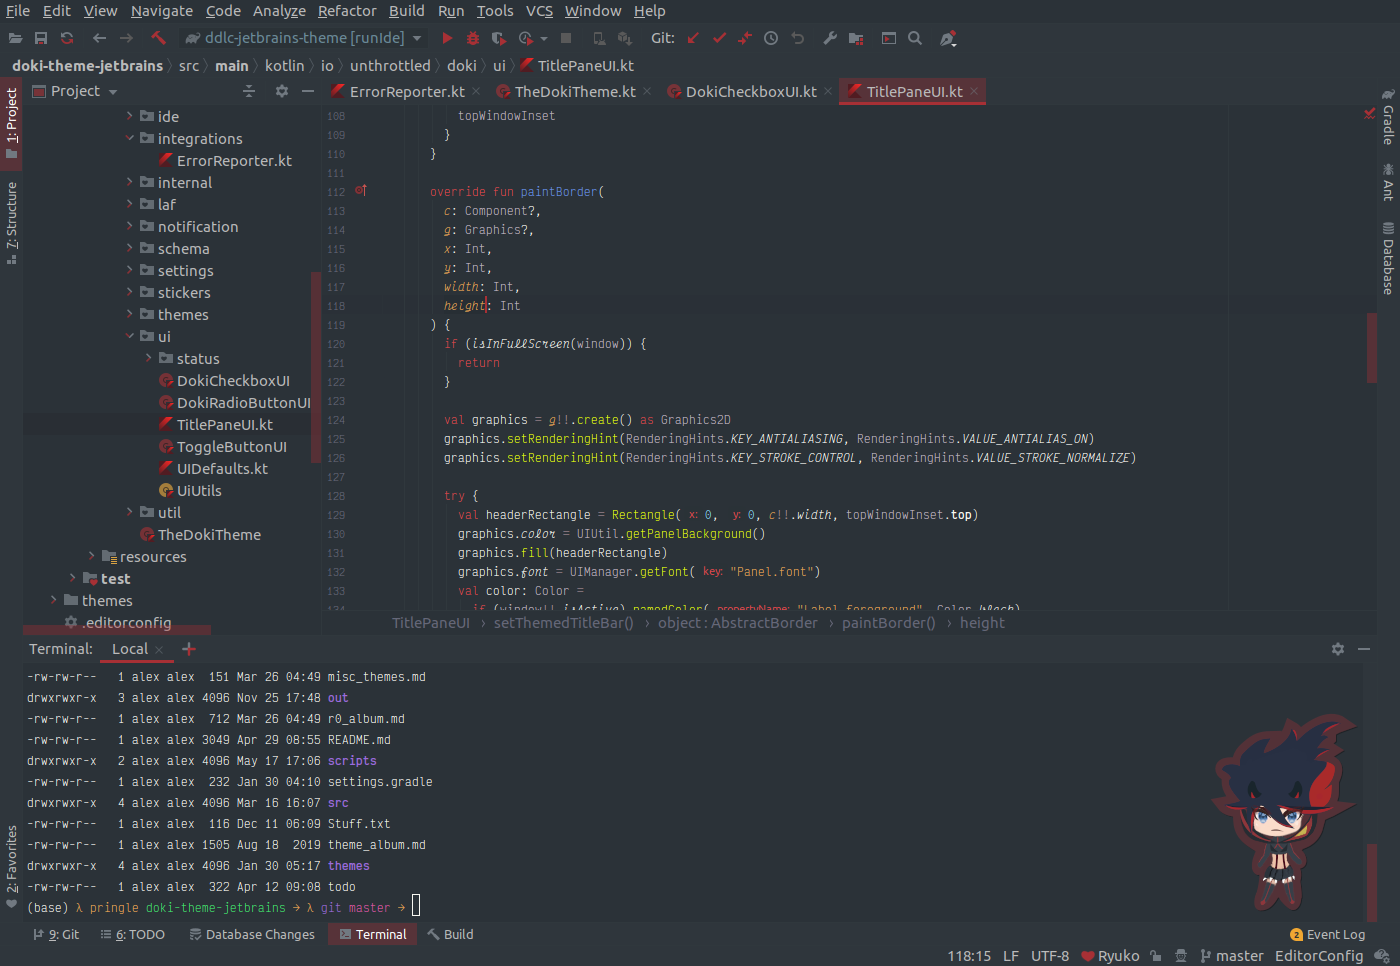 File Edit View Navigate Code Analyze Refactor Build Run Tools VCS Window Help
ddlc-jetbrains-theme [runIde] Git:
doki-theme-jetbrains src main kotlin io unthrottled doki ui TitlePaneUI.kt
1: Project
7: Structure
2: Favorites
Project
ide
integrations
ErrorReporter.kt
internal
laf
notification
schema
settings
stickers
themes
ui
status
DokiCheckboxUI
DokiRadioButtonUI
TitlePaneUI.kt
ToggleButtonUI
UIDefaults.kt
UiUtils
util
TheDokiTheme
resources
test
themes
.editorconfig
ErrorReporter.kt TheDokiTheme.kt DokiCheckboxUI.kt TitlePaneUI.kt
108 topWindowInset
109 }
110 }
111
112 override fun paintBorder(
113 c: Component?,
114 g: Graphics?,
115 x: Int,
116 y: Int,
117 width: Int,
118 height: Int
119 ) {
120 if (isInFullScreen(window)) {
121 return
122 }
123
124 val graphics = g!!.create() as Graphics2D
125 graphics.setRenderingHint(RenderingHints.KEY_ANTIALIASING, RenderingHints.VALUE_ANTIALIAS_ON)
126 graphics.setRenderingHint(RenderingHints.KEY_STROKE_CONTROL, RenderingHints.VALUE_STROKE_NORMALIZE)
127
128 try {
129 val headerRectangle = Rectangle( x: 0, y: 0, c!!.width, topWindowInset.top)
130 graphics.color = UIUtil.getPanelBackground()
131 graphics.fill(headerRectangle)
132 graphics.font = UIManager.getFont( key: "Panel.font")
133 val color: Color =
134 if (window!!.isActive) namedColor( propertyName: "Label.foreground", Color.black)
TitlePaneUI › setThemedTitleBar() › object : AbstractBorder › paintBorder() › height
Gradle
Ant
Database
Terminal: Local
-rw-rw-r-- 1 alex alex 151 Mar 26 04:49 misc_themes.md
drwxrwxr-x 3 alex alex 4096 Nov 25 17:48 out
-rw-rw-r-- 1 alex alex 712 Mar 26 04:49 r0_album.md
-rw-rw-r-- 1 alex alex 3049 Apr 29 08:55 README.md
drwxrwxr-x 2 alex alex 4096 May 17 17:06 scripts
-rw-rw-r-- 1 alex alex 232 Jan 30 04:10 settings.gradle
drwxrwxr-x 4 alex alex 4096 Mar 16 16:07 src
-rw-rw-r-- 1 alex alex 116 Dec 11 06:09 Stuff.txt
-rw-rw-r-- 1 alex alex 1505 Aug 18 2019 theme_album.md
drwxrwxr-x 4 alex alex 4096 Jan 30 05:17 themes
-rw-rw-r-- 1 alex alex 322 Apr 12 09:08 todo
(base) λ pringle doki-theme-jetbrains → λ git master →
9: Git 6: TODO Database Changes Terminal Build 2 Event Log
118:15 LF UTF-8 Ryuko master EditorConfig